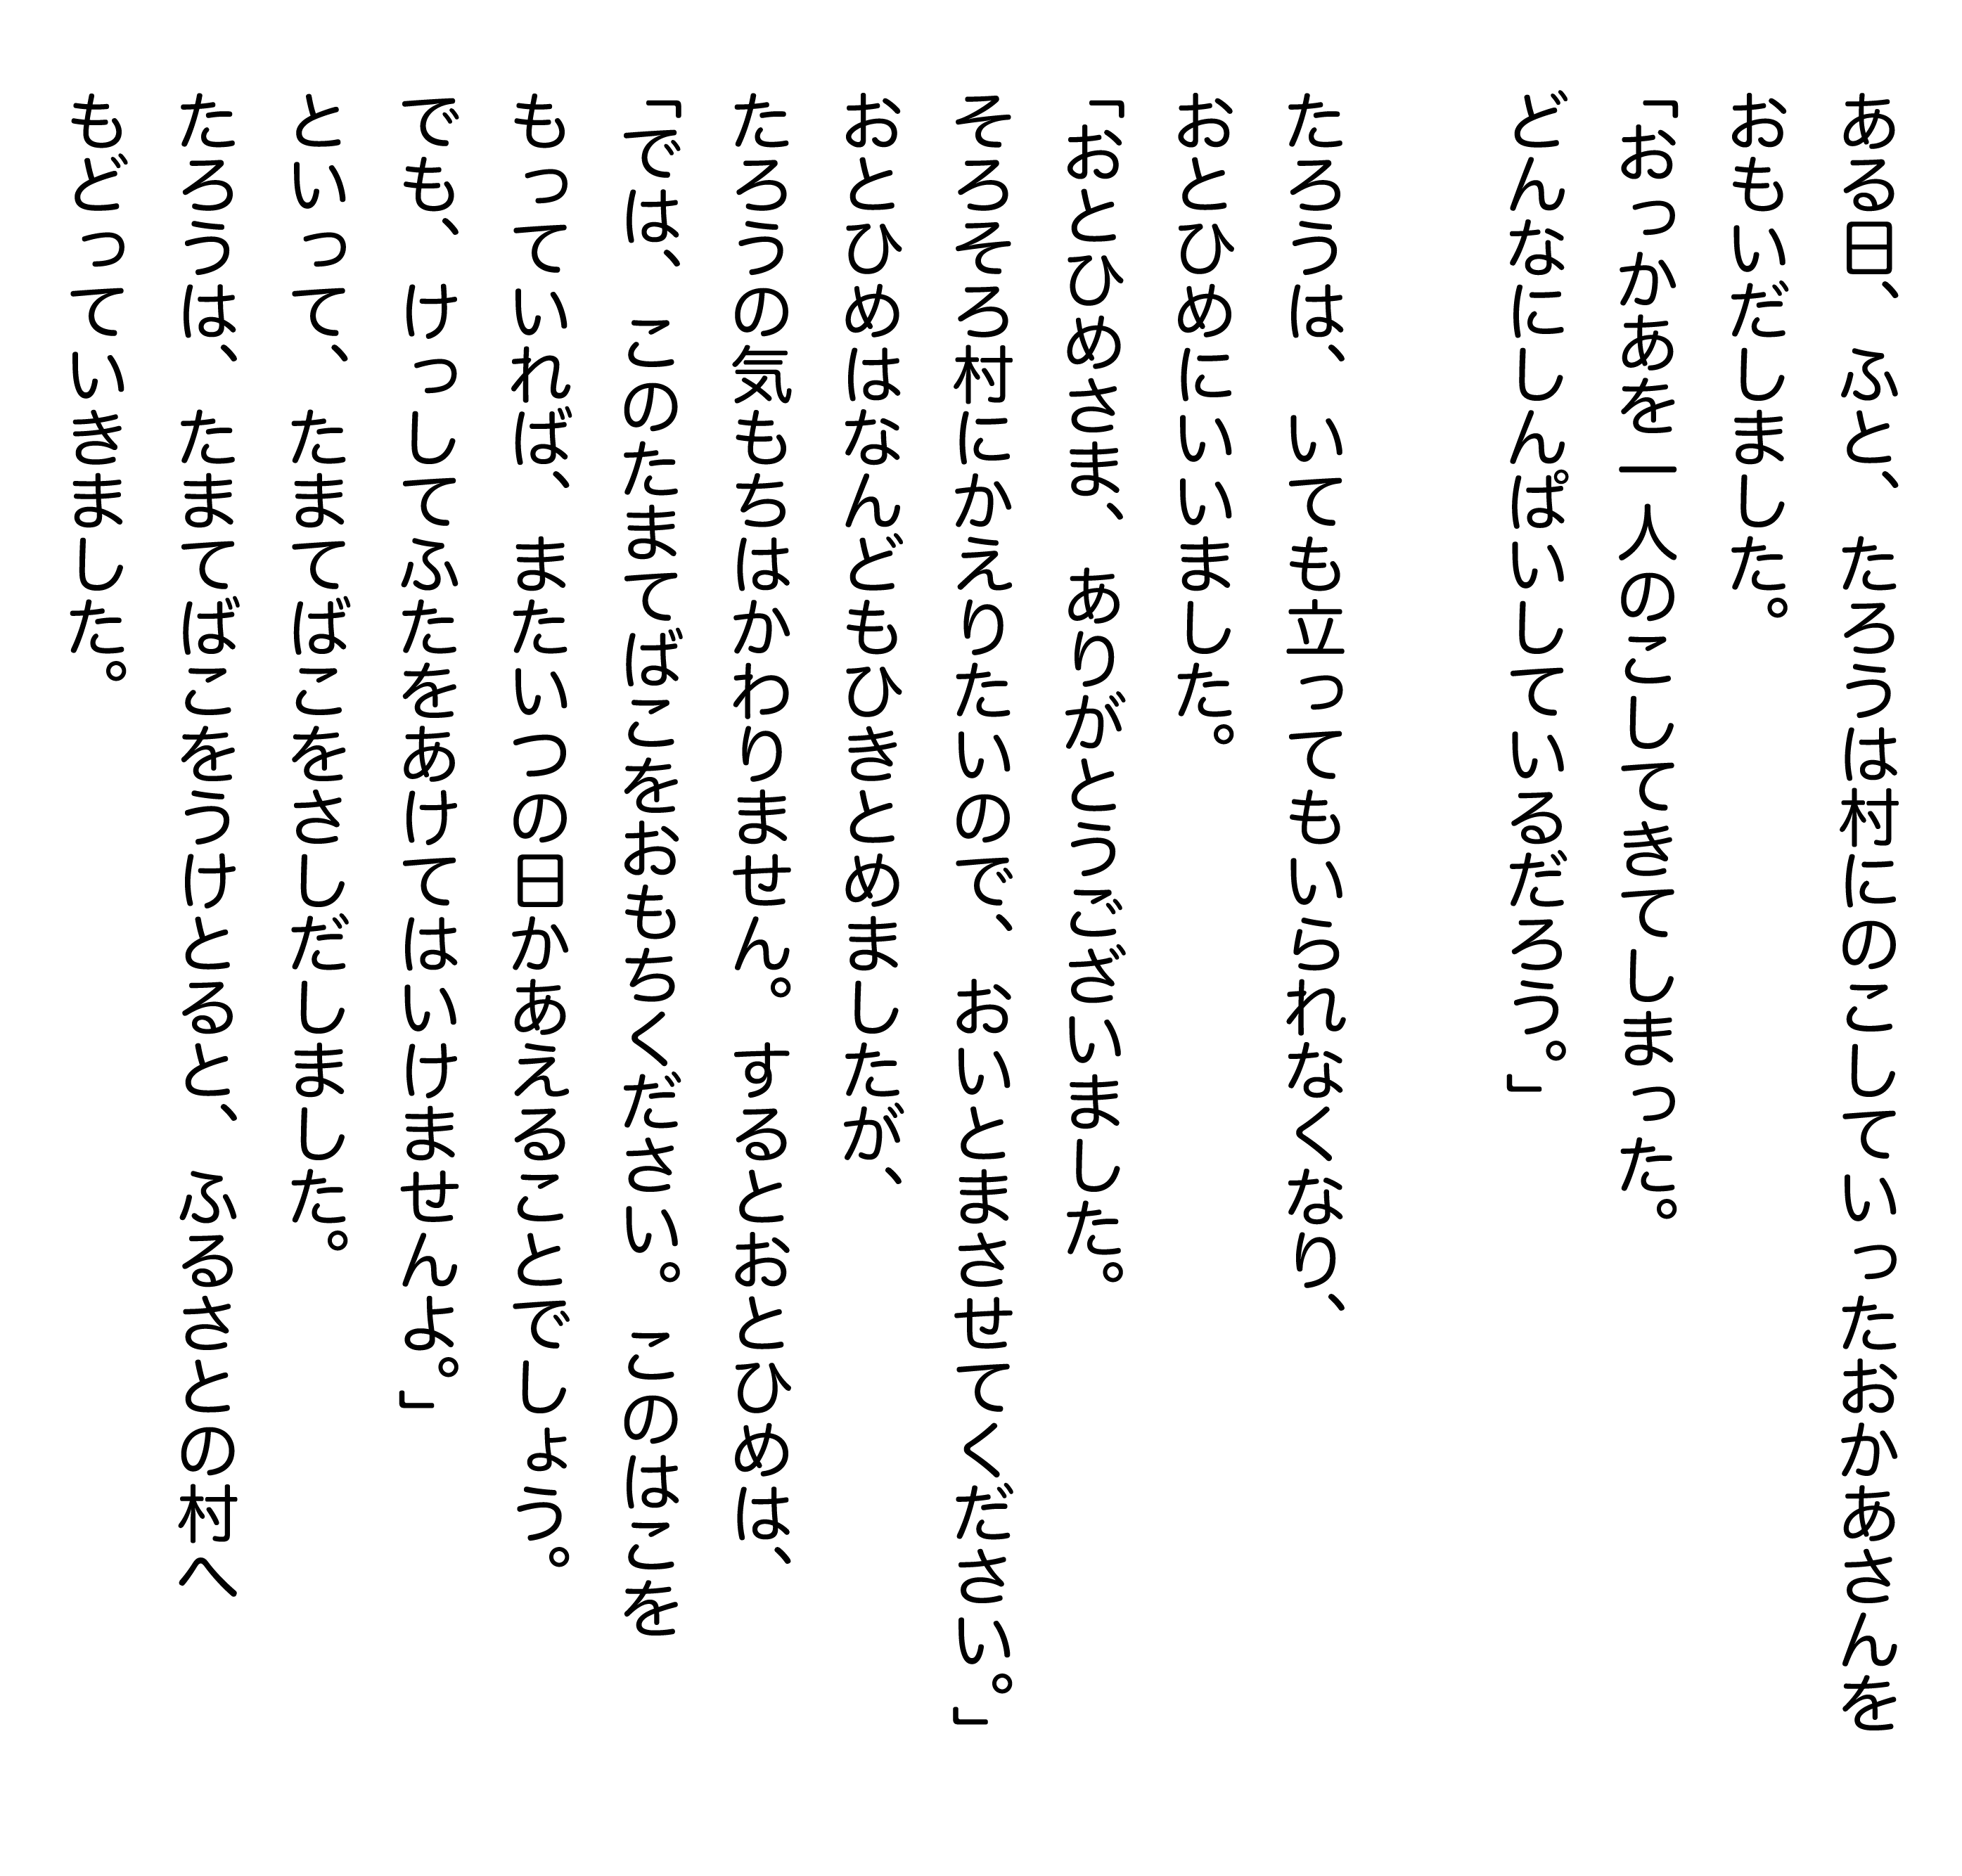 ある日、ふと、たろうは村にのこしていったおかあさんを
おもいだしました。
「おっかあを一人のこしてきてしまった。
どんなにしんぱいしているだろう。」
たろうは、いても立ってもいられなくなり、
おとひめにいいました。
「おとひめさま、ありがとうございました。
そろそろ村にかえりたいので、おいとまさせてください。」
おとひめはなんどもひきとめましたが、
たろうの気もちはかわりません。するとおとひめは、
「では、このたまてばこをおもちください。このはこを
もっていれば、またいつの日かあえることでしょう。
でも、けっしてふたをあけてはいけませんよ。」
といって、たまてばこをさしだしました。
たろうは、たまてばこをうけとると、ふるさとの村へ
もどっていきました。